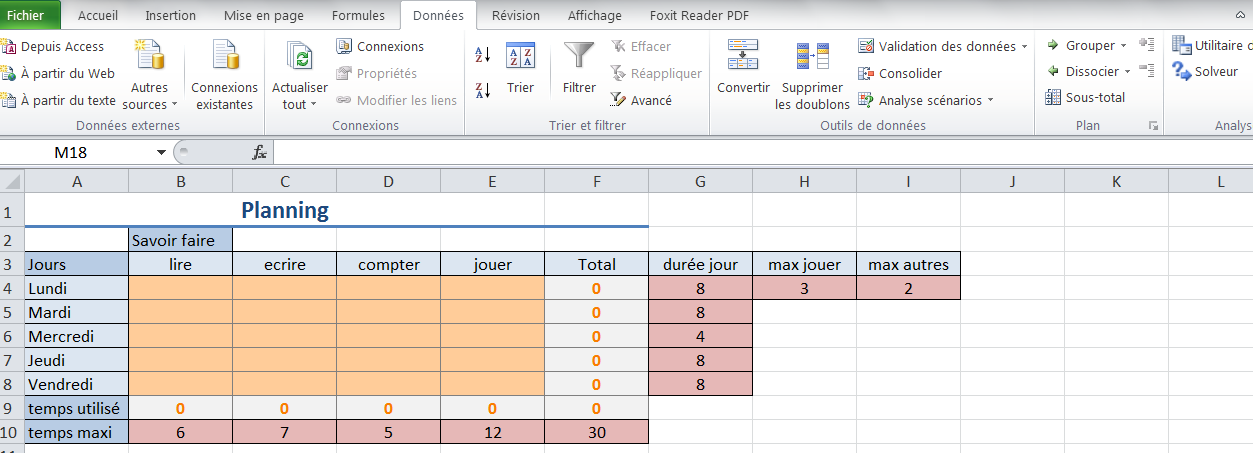 Fichier Accueil Insertion Mise en page Formules Données Révision Affichage Foxit Reader PDF
Depuis Access
À partir du Web
À partir du texte
Autres
sources
Connexions
existantes
Données externes
Actualiser
tout
Connexions
Propriétés
Modifier les liens
Connexions
Trier
Filtrer
Effacer
Réappliquer
Avancé
Trier et filtrer
Convertir
Supprimer
les doublons
Validation des données
Consolider
Analyse scénarios
Outils de données
Grouper
Dissocier
Sous-total
Plan
Utilitaire d
Solveur
Analys
M18 fx
A B C D E F G H I J K L
1 Planning
2 Savoir faire
3 Jours lire ecrire compter jouer Total durée jour max jouer max autres
4 Lundi 0 8 3 2
5 Mardi 0 8
6 Mercredi 0 4
7 Jeudi 0 8
8 Vendredi 0 8
9 temps utilisé 0 0 0 0 0
10 temps maxi 6 7 5 12 30